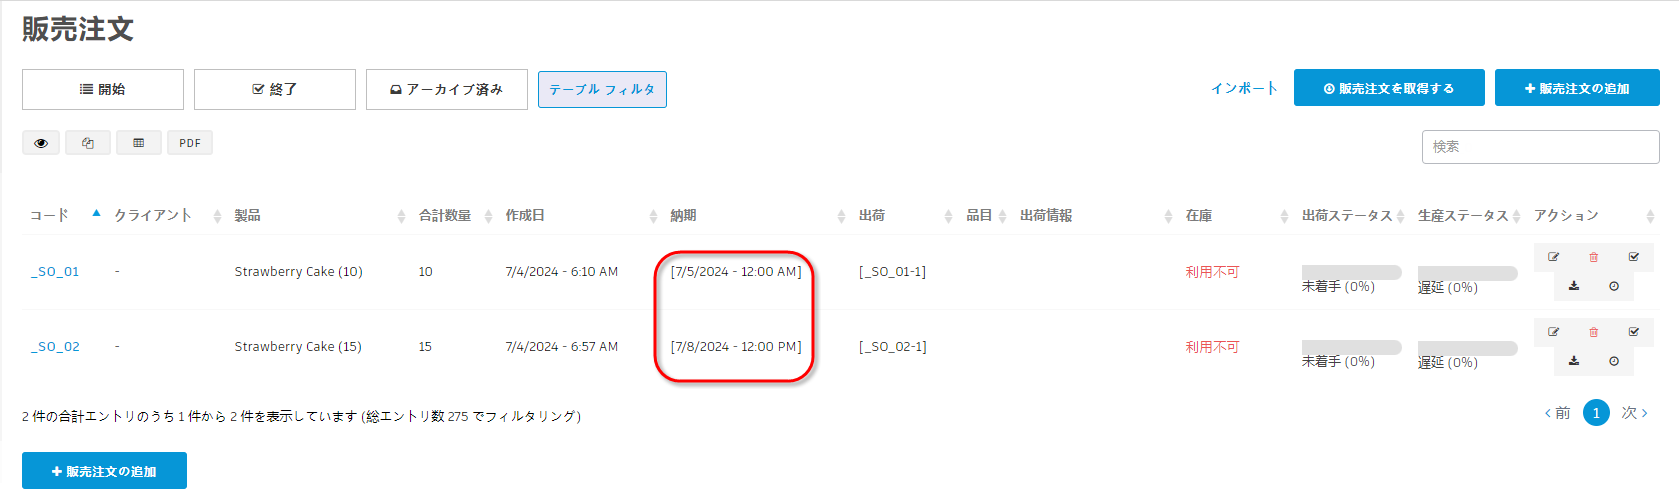 販売注文
開始 終了 アーカイブ済み テーブル フィルタ インポート 販売注文を取得する + 販売注文の追加
PDF 検索
コード クライアント 製品 合計数量 作成日 納期 出荷 品目 出荷情報 在庫 出荷ステータス 生産ステータス アクション
_SO_01 - Strawberry Cake (10) 10 7/4/2024 - 6:10 AM [7/5/2024 - 12:00 AM] [_SO_01-1] 利用不可 未着手 (0%) 遅延 (0%)
_SO_02 - Strawberry Cake (15) 15 7/4/2024 - 6:57 AM [7/8/2024 - 12:00 PM] [_SO_02-1] 利用不可 未着手 (0%) 遅延 (0%)
2 件の合計エントリのうち 1 件から 2 件を表示しています (総エントリ数 275 でフィルタリング) < 前 1 次 >
+ 販売注文の追加